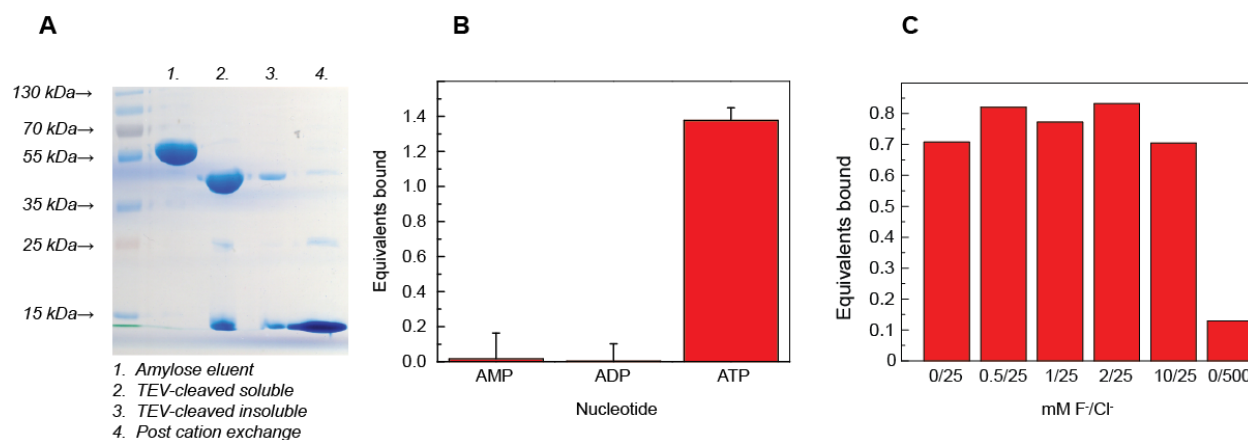 A
1. 2. 3. 4.
130 kDa→
70 kDa→
55 kDa→
35 kDa→
25 kDa→
15 kDa→
1. Amylose eluent
2. TEV-cleaved soluble
3. TEV-cleaved insoluble
4. Post cation exchange
B
Equivalents bound
1.4
1.2
1.0
0.8
0.6
0.4
0.2
0.0
AMP ADP ATP
Nucleotide
C
Equivalents bound
0.8
0.7
0.6
0.5
0.4
0.3
0.2
0.1
0
0/25 0.5/25 1/25 2/25 10/25 0/500
mM F⁻/Cl⁻